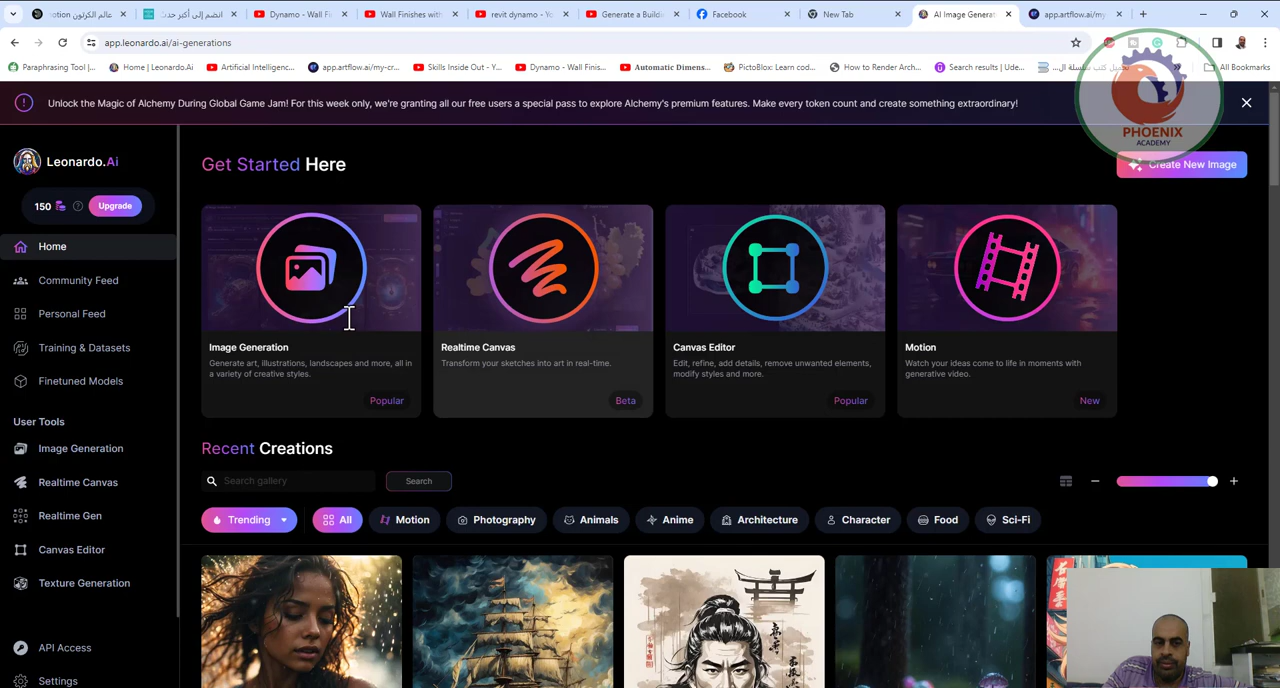 عالم الكرتون
انضم إلى أكبر حدث
Dynamo - Wall Fi
Wall Finishes with
revit dynamo - Yo
Generate a Buildi
Facebook
New Tab
AI Image Generat
app.artflow.ai/my
app.leonardo.ai/ai-generations
Paraphrasing Tool |...
Home | Leonardo.Ai
Artificial Intelligenc...
app.artflow.ai/my-cr...
Skills Slide Out - Y...
Dynamo - Wall Finis...
Automatic Dimens...
PictoBlox: Learn cod...
How to Render Arch...
Search results | Ude...
تحميل كتب سلسلة ال...
All Bookmarks
Unlock the Magic of Alchemy During Global Game Jam! For this week only, we're granting all our free users a special pass to explore Alchemy's premium features. Make every token count and create something extraordinary!
PHOENIX
ACADEMY
Leonardo.Ai
150
Upgrade
Home
Community Feed
Personal Feed
Training & Datasets
Finetuned Models
User Tools
Image Generation
Realtime Canvas
Realtime Gen
Canvas Editor
Texture Generation
API Access
Settings
Get Started Here
Create New Image
Image Generation
Generate art, illustrations, landscapes and more, all in
a variety of creative styles.
Popular
Realtime Canvas
Transform your sketches into art in real-time.
Beta
Canvas Editor
Edit, refine, add details, remove unwanted elements,
modify styles and more.
Popular
Motion
Watch your ideas come to life in moments with
generative video.
New
Recent Creations
Search gallery
Search
Trending
All
Motion
Photography
Animals
Anime
Architecture
Character
Food
Sci-Fi